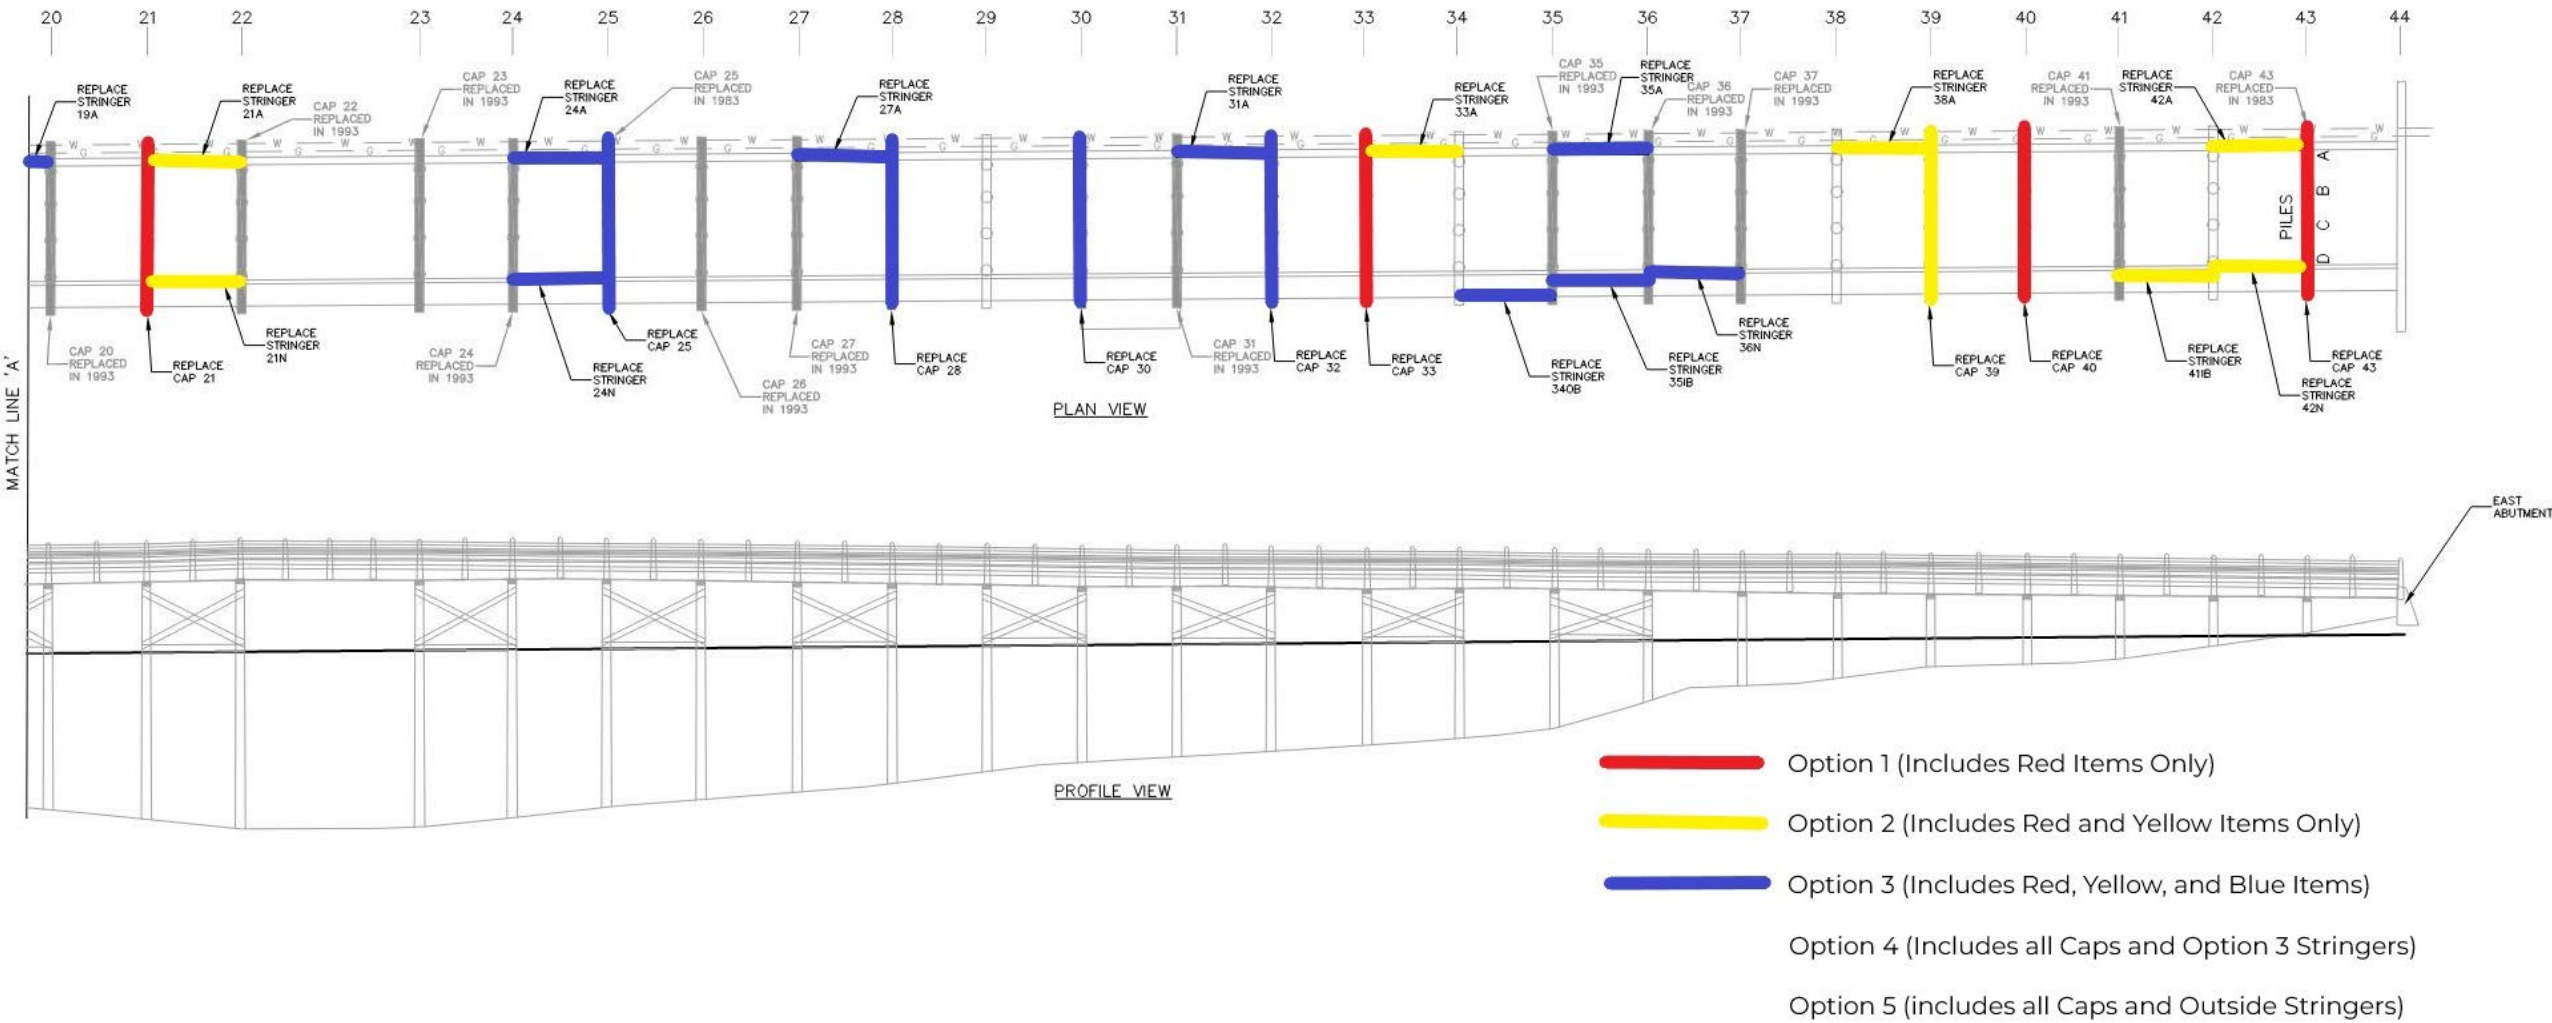 20 21 22 23 24 25 26 27 28 29 30 31 32 33 34 35 36 37 38 39 40 41 42 43 44
REPLACE
STRINGER
19A
REPLACE
STRINGER
21A
CAP 22
REPLACED
IN 1993
CAP 23
REPLACED
IN 1993
REPLACE
STRINGER
24A
CAP 25
REPLACED
IN 1983
REPLACE
STRINGER
27A
REPLACE
STRINGER
31A
REPLACE
STRINGER
33A
CAP 35
REPLACED
IN 1993
REPLACE
STRINGER
35A
CAP 36
REPLACED
IN 1993
CAP 37
REPLACED
IN 1993
REPLACE
STRINGER
38A
CAP 41
REPLACED
IN 1993
REPLACE
STRINGER
42A
CAP 43
REPLACED
IN 1983
PILES
A
B
C
D
MATCH LINE 'A'
CAP 20
REPLACED
IN 1993
REPLACE
CAP 21
REPLACE
STRINGER
21N
CAP 24
REPLACED
IN 1993
REPLACE
STRINGER
24N
REPLACE
CAP 25
CAP 26
REPLACED
IN 1993
CAP 27
REPLACED
IN 1993
REPLACE
CAP 28
REPLACE
CAP 30
CAP 31
REPLACED
IN 1993
REPLACE
CAP 32
REPLACE
CAP 33
REPLACE
STRINGER
340B
REPLACE
STRINGER
35IB
REPLACE
STRINGER
36N
REPLACE
CAP 39
REPLACE
CAP 40
REPLACE
STRINGER
41IB
REPLACE
STRINGER
42N
REPLACE
CAP 43
PLAN VIEW
EAST
ABUTMENT
PROFILE VIEW
Option 1 (Includes Red Items Only)
Option 2 (Includes Red and Yellow Items Only)
Option 3 (Includes Red, Yellow, and Blue Items)
Option 4 (Includes all Caps and Option 3 Stringers)
Option 5 (includes all Caps and Outside Stringers)